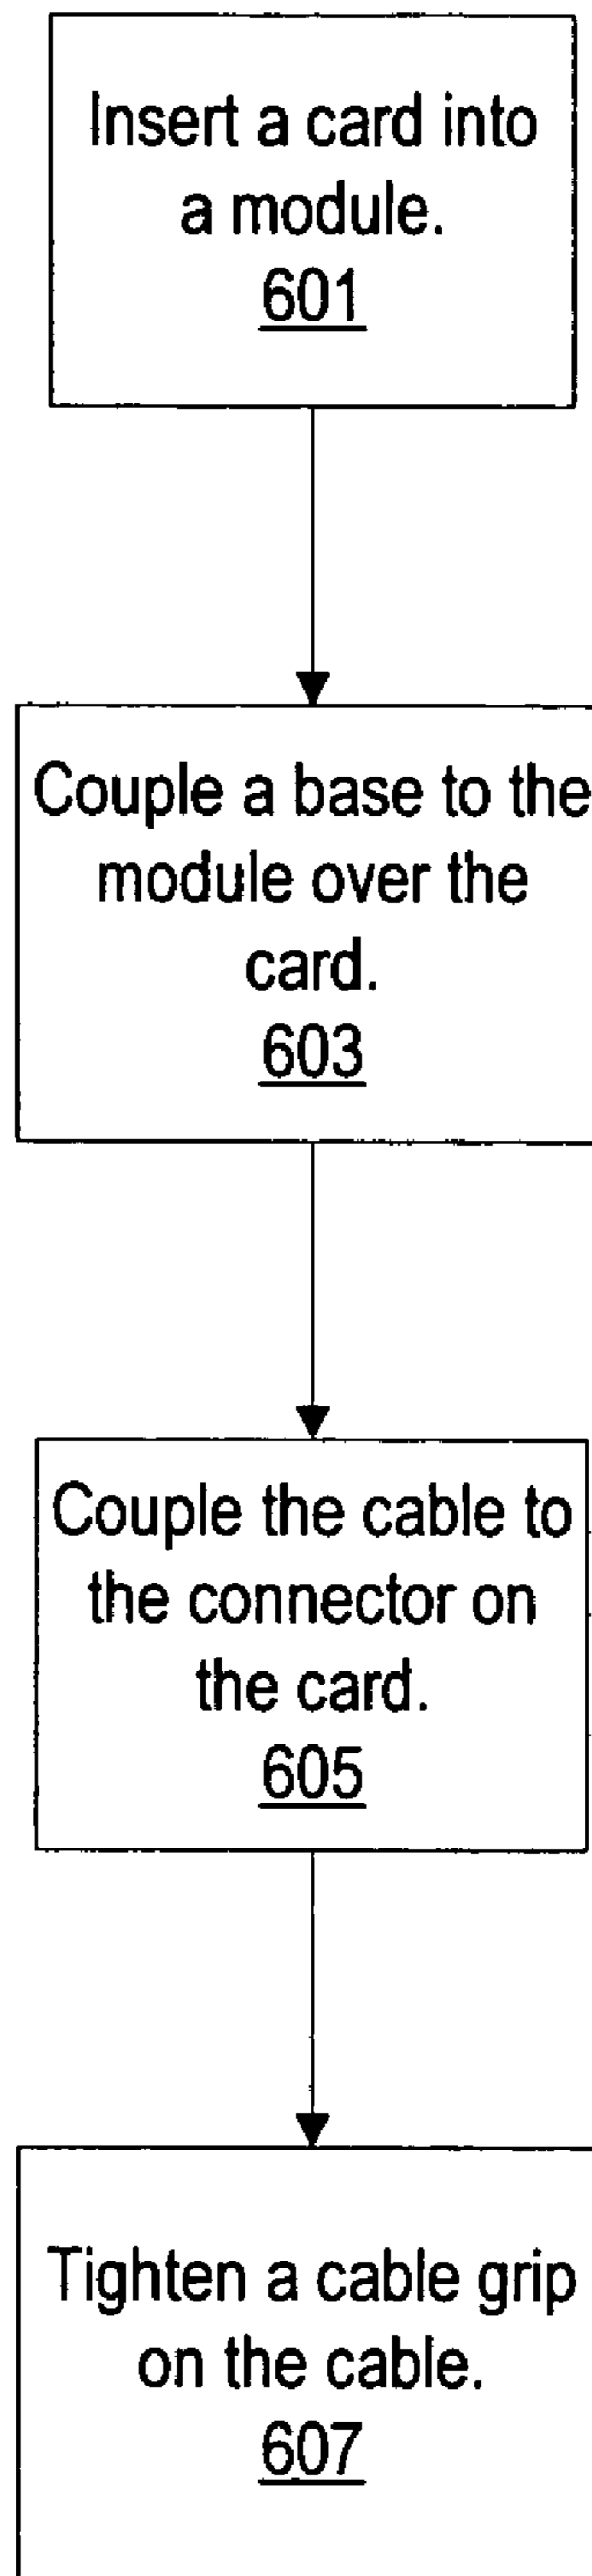 Insert a card into
a module.
601
Couple a base to the
module over the
card.
603
Couple the cable to
the connector on
the card.
605
Tighten a cable grip
on the cable.
607